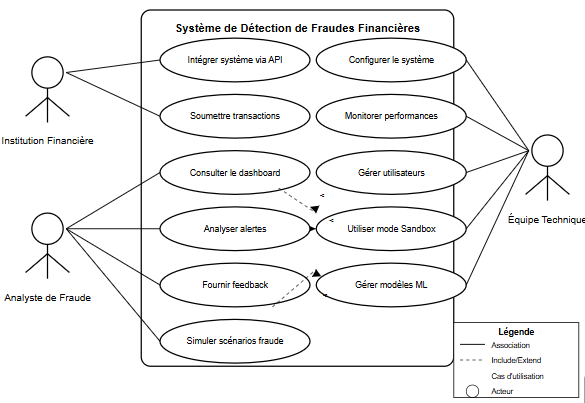 Système de Détection de Fraudes Financières
Intégrer système via API
Configurer le système
Soumettre transactions
Monitorer performances
Institution Financière
Consulter le dashboard
Gérer utilisateurs
<
<
Analyser alertes
Utiliser mode Sandbox
Équipe Technique
Fournir feedback
Gérer modèles ML
Analyste de Fraude
Simuler scénarios fraude
Légende
Association
Include/Extend
Cas d'utilisation
Acteur